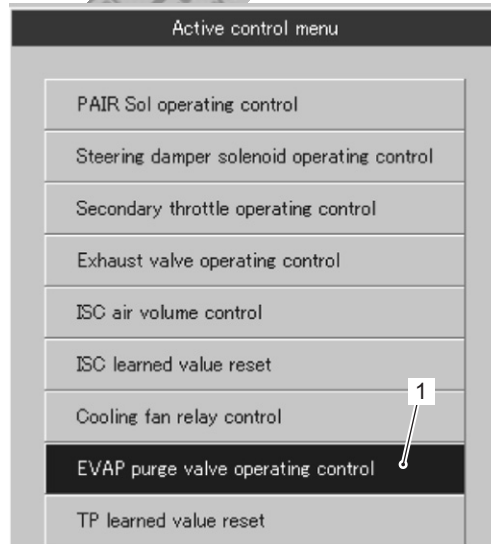 Active control menu
PAIR Sol operating control
Steering damper solenoid operating control
Secondary throttle operating control
Exhaust valve operating control
ISC air volume control
ISC learned value reset
1
Cooling fan relay control
EVAP purge valve operating control
TP learned value reset